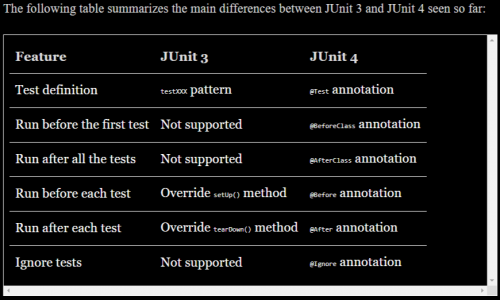 The following table summarizes the main differences between JUnit 3 and JUnit 4 seen so far:
Feature JUnit 3 JUnit 4
Test definition testXXX pattern @Test annotation
Run before the first test Not supported @BeforeClass annotation
Run after all the tests Not supported @AfterClass annotation
Run before each test Override setUp() method @Before annotation
Run after each test Override tearDown() method @After annotation
Ignore tests Not supported @Ignore annotation